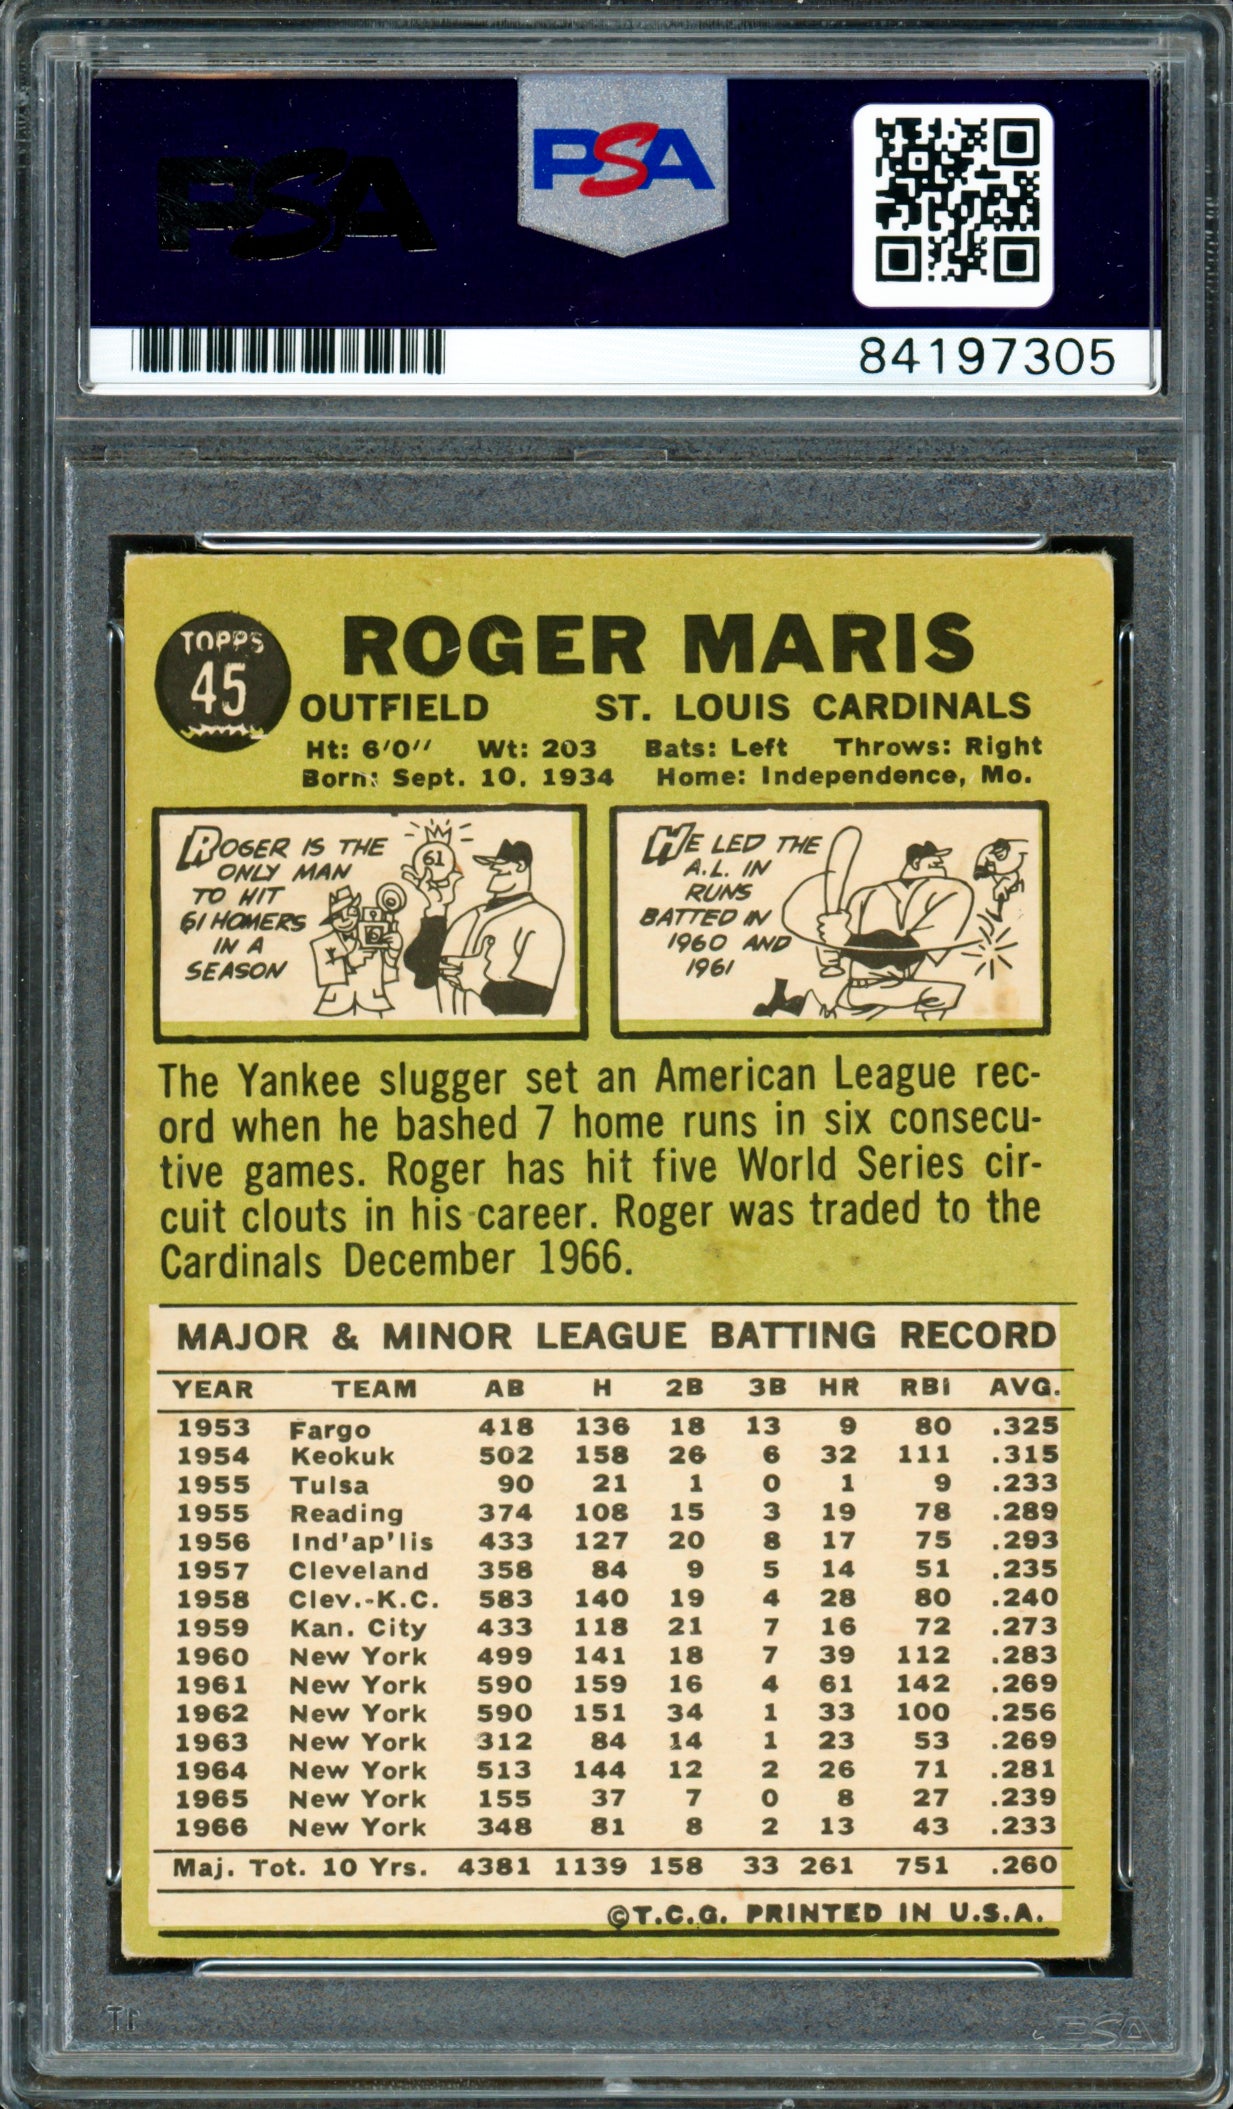 PSA
PSA
84197305
TOPPS
45
ROGER MARIS
OUTFIELD ST. LOUIS CARDINALS
Ht: 6'0" Wt: 203 Bats: Left Throws: Right
Born: Sept. 10, 1934 Home: Independence, Mo.
ROGER IS THE
ONLY MAN
TO HIT
61 HOMERS
IN A
SEASON
61
HE LED THE
A.L. IN
RUNS
BATTED IN
1960 AND
1961
The Yankee slugger set an American League rec-
ord when he bashed 7 home runs in six consecu-
tive games. Roger has hit five World Series cir-
cuit clouts in his career. Roger was traded to the
Cardinals December 1966.
MAJOR & MINOR LEAGUE BATTING RECORD
YEAR TEAM AB H 2B 3B HR RBI AVG.
1953 Fargo 418 136 18 13 9 80 .325
1954 Keokuk 502 158 26 6 32 111 .315
1955 Tulsa 90 21 1 0 1 9 .233
1955 Reading 374 108 15 3 19 78 .289
1956 Ind'ap'lis 433 127 20 8 17 75 .293
1957 Cleveland 358 84 9 5 14 51 .235
1958 Clev.-K.C. 583 140 19 4 28 80 .240
1959 Kan. City 433 118 21 7 16 72 .273
1960 New York 499 141 18 7 39 112 .283
1961 New York 590 159 16 4 61 142 .269
1962 New York 590 151 34 1 33 100 .256
1963 New York 312 84 14 1 23 53 .269
1964 New York 513 144 12 2 26 71 .281
1965 New York 155 37 7 0 8 27 .239
1966 New York 348 81 8 2 13 43 .233
Maj. Tot. 10 Yrs. 4381 1139 158 33 261 751 .260
©T.C.G. PRINTED IN U.S.A.
PSA